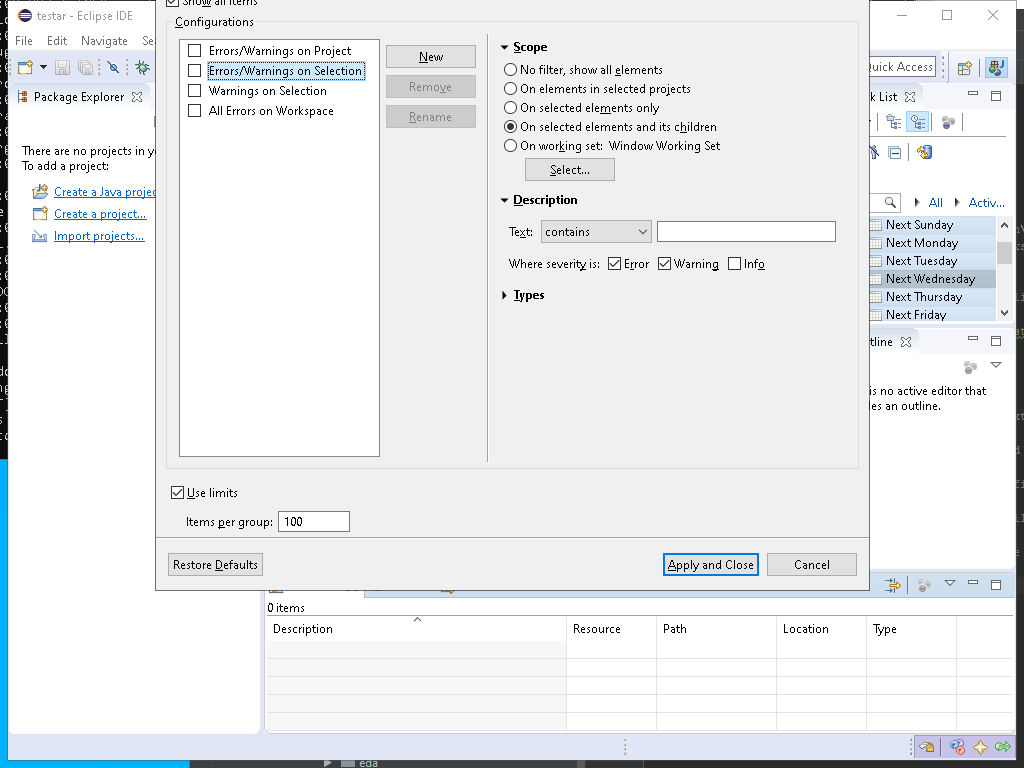 testar - Eclipse IDE
Show all items
File Edit Navigate Se
Configurations
Errors/Warnings on Project
Errors/Warnings on Selection
Warnings on Selection
All Errors on Workspace
New
Remove
Rename
Scope
No filter, show all elements
On elements in selected projects
On selected elements only
On selected elements and its children
On working set: Window Working Set
Select...
Description
Text: contains
Where severity is: Error Warning Info
Types
Use limits
Items per group: 100
Restore Defaults
Apply and Close
Cancel
Package Explorer
There are no projects in y
To add a project:
Create a Java projec
Create a project...
Import projects...
Quick Access
k List
All Activ...
Next Sunday
Next Monday
Next Tuesday
Next Wednesday
Next Thursday
Next Friday
tline
is no active editor that
es an outline.
0 items
Description Resource Path Location Type
eda